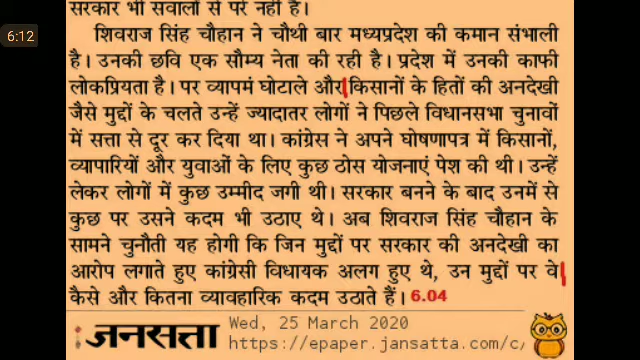 सरकार भी सवालों से परे नहीं है।
6:12
शिवराज सिंह चौहान ने चौथी बार मध्यप्रदेश की कमान संभाली
है। उनकी छवि एक सौम्य नेता की रही है। प्रदेश में उनकी काफी
लोकप्रियता है। पर व्यापमं घोटाले और किसानों के हितों की अनदेखी
जैसे मुद्दों के चलते उन्हें ज्यादातर लोगों ने पिछले विधानसभा चुनावों
में सत्ता से दूर कर दिया था। कांग्रेस ने अपने घोषणापत्र में किसानों,
व्यापारियों और युवाओं के लिए कुछ ठोस योजनाएं पेश की थी। उन्हें
लेकर लोगों में कुछ उम्मीद जगी थी। सरकार बनने के बाद उनमें से
कुछ पर उसने कदम भी उठाए थे। अब शिवराज सिंह चौहान के
सामने चुनौती यह होगी कि जिन मुद्दों पर सरकार की अनदेखी का
आरोप लगाते हुए कांग्रेसी विधायक अलग हुए थे, उन मुद्दों पर वे
कैसे और कितना व्यावहारिक कदम उठाते हैं। 6.04
जनसत्ता
Wed, 25 March 2020
https://epaper.jansatta.com/c/